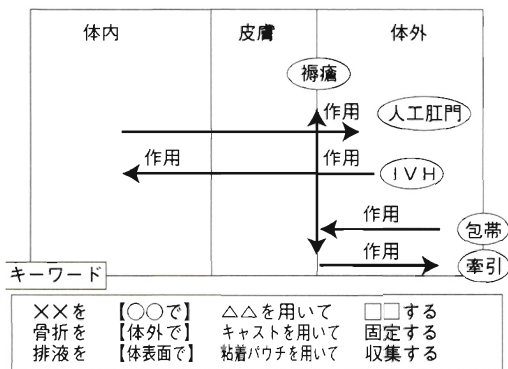 体内 皮膚 体外
褥瘡
作用 人工肛門
作用 作用 IVH
作用 包帯
作用 牽引
キーワード
××を 【○○で】 △△を用いて □□する
骨折を 【体外で】 キャストを用いて 固定する
排液を 【体表面で】 粘着パウチを用いて 収集する